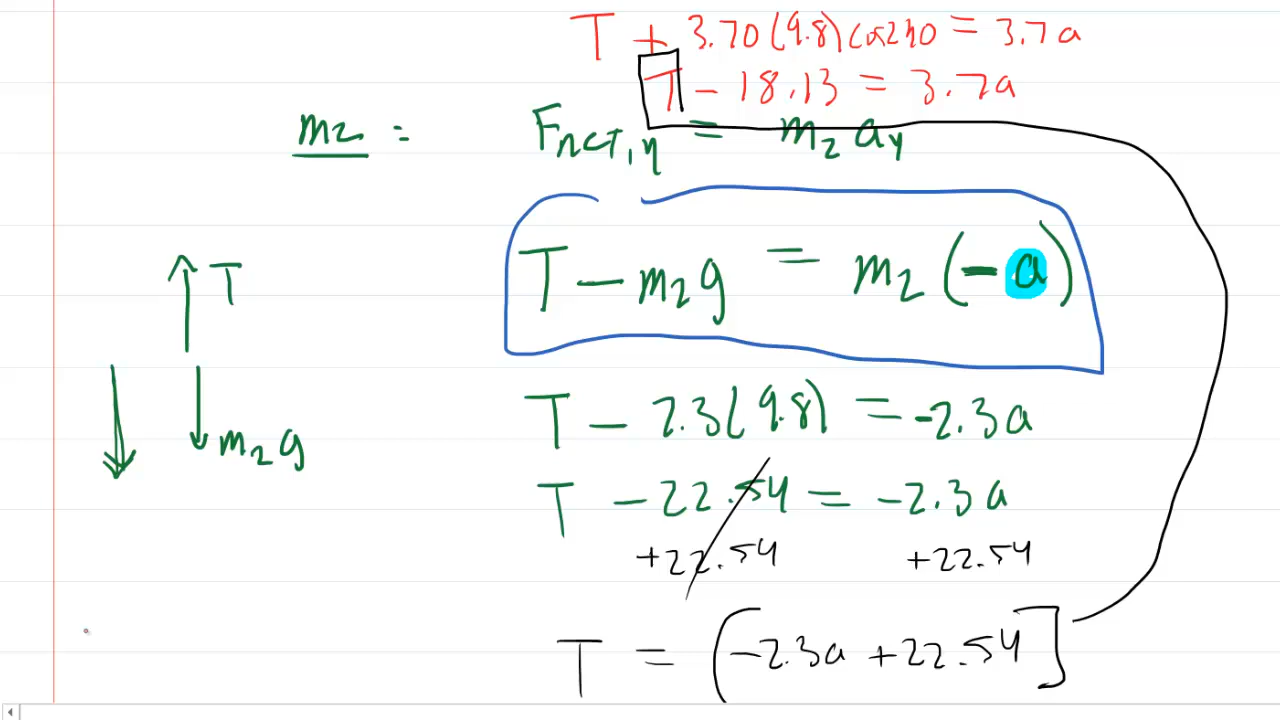 T + 3.70(9.8)cos240 = 3.7a
T - 18.13 = 3.7a
m2 : Fnet,y = m2 ay
T - m2g = m2(-a)
T
m2g
T - 2.3(9.8) = -2.3a
T - 22.54 = -2.3a
+22.54 +22.54
T = (-2.3a + 22.54]